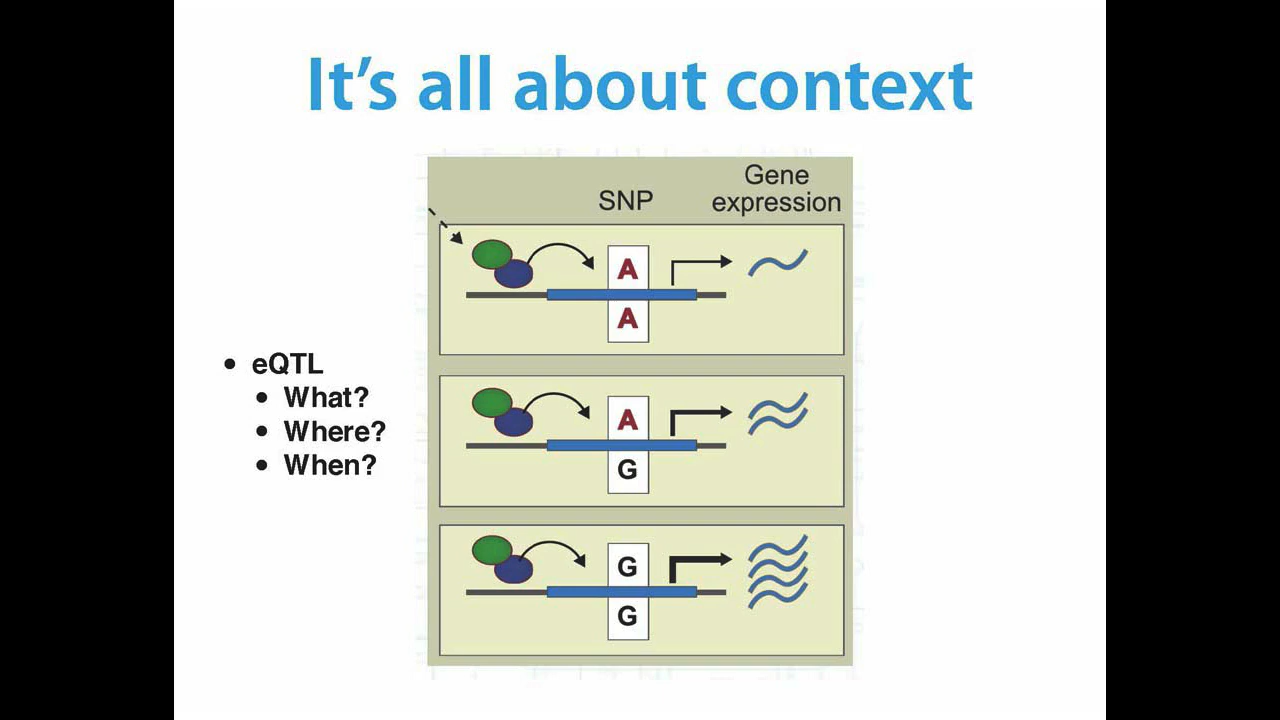 It's all about context
SNP
Gene
expression
A
A
• eQTL
• What?
• Where?
• When?
A
G
G
G